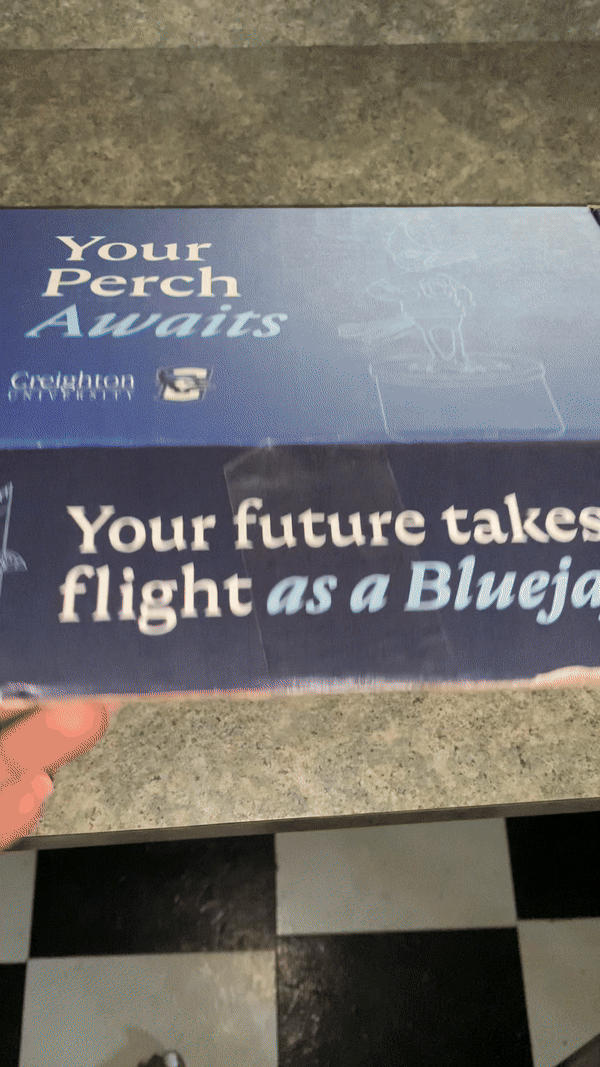 Your
Perch
Awaits
Creighton
UNIVERSITY
Your future takes
flight as a Blueja